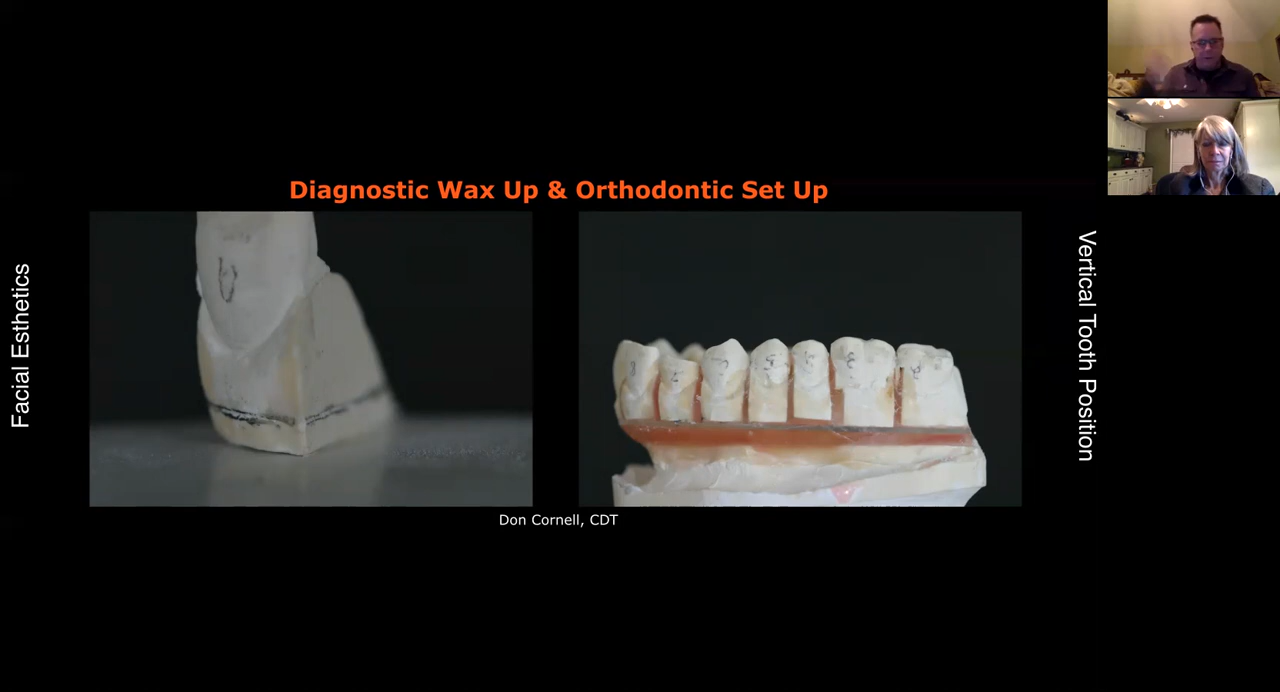 Diagnostic Wax Up & Orthodontic Set Up
Facial Esthetics
Vertical Tooth Position
Don Cornell, CDT